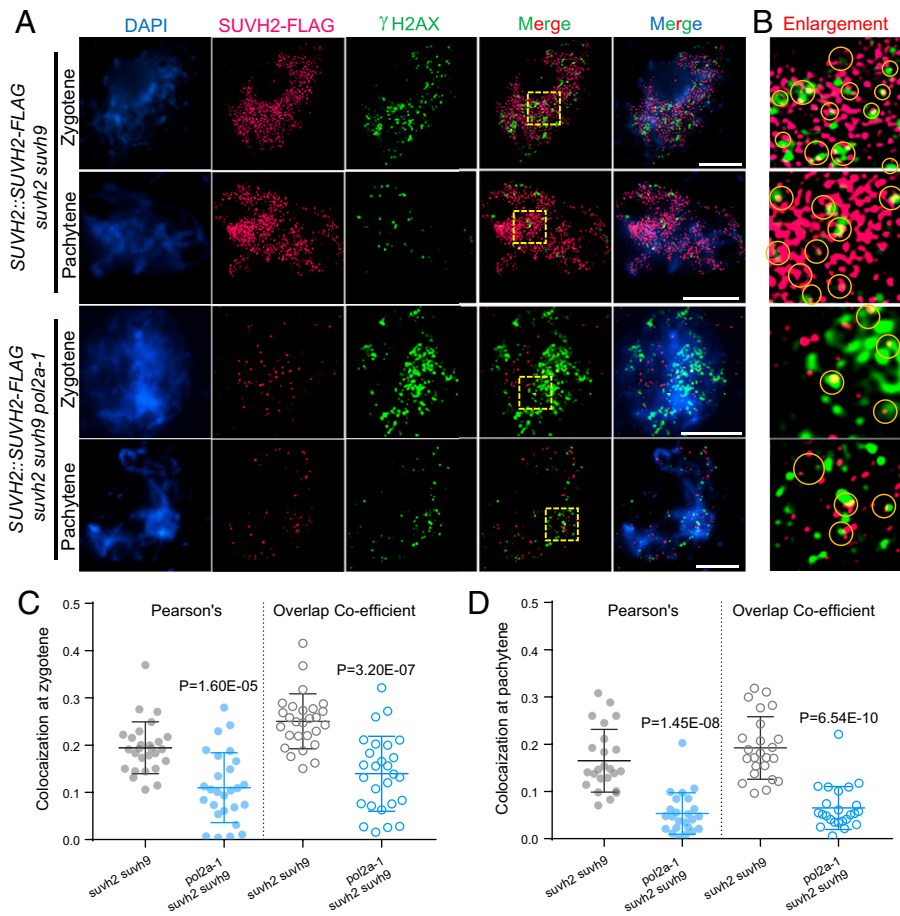 A
B
DAPI
SUVH2-FLAG
γH2AX
Merge
Merge
Enlargement
SUVH2::SUVH2-FLAG
suvh2 suvh9
Zygotene
Pachytene
SUVH2::SUVH2-FLAG
suvh2 suvh9 pol2a-1
Zygotene
Pachytene
C
Colocaization at zygotene
0.5
0.4
0.3
0.2
0.1
0.0
Pearson's
Overlap Co-efficient
P=1.60E-05
P=3.20E-07
suvh2 suvh9
pol2a-1
suvh2 suvh9
suvh2 suvh9
pol2a-1
suvh2 suvh9
D
Colocaization at pachytene
0.5
0.4
0.3
0.2
0.1
0.0
Pearson's
Overlap Co-efficient
P=1.45E-08
P=6.54E-10
suvh2 suvh9
pol2a-1
suvh2 suvh9
suvh2 suvh9
pol2a-1
suvh2 suvh9